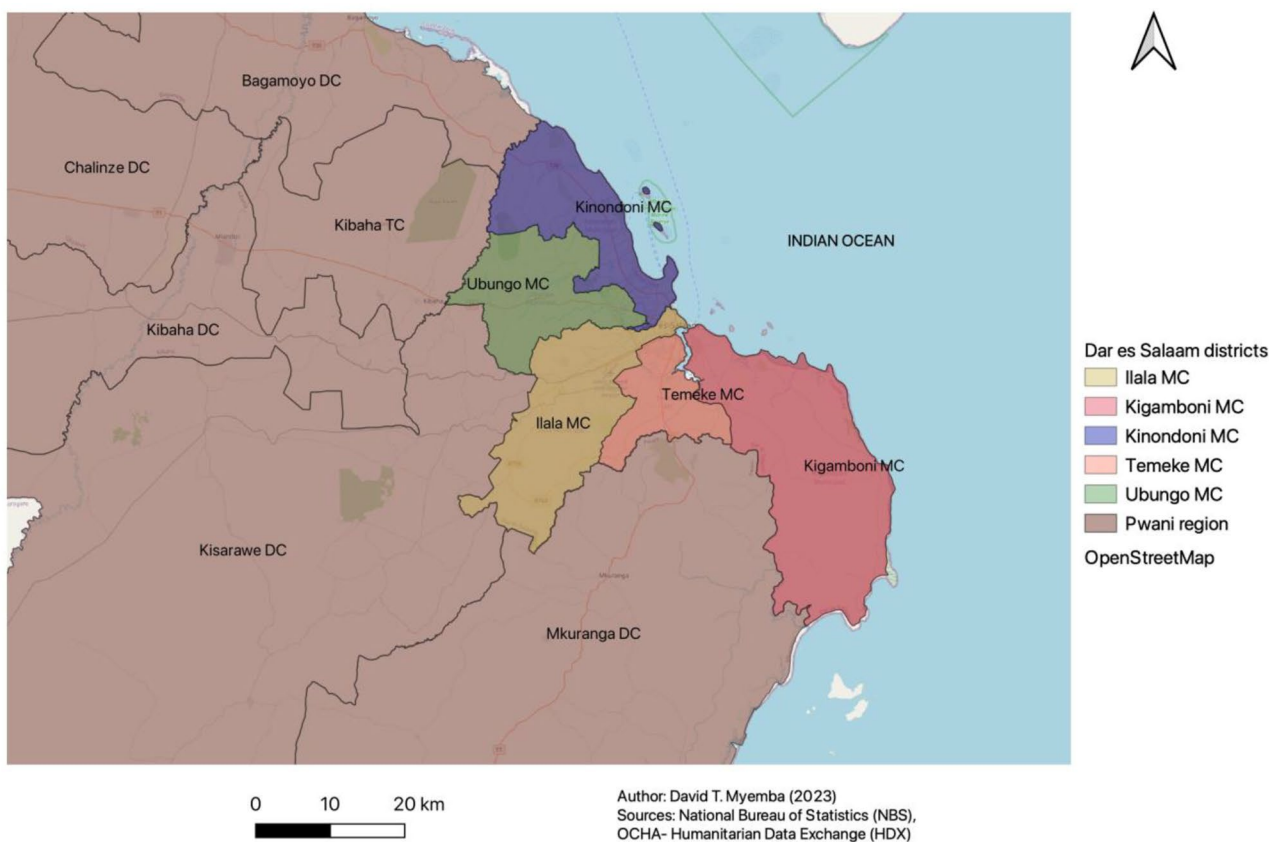 Bagamoyo DC
Chalinze DC
Kibaha TC
Kinondoni MC
INDIAN OCEAN
Ubungo MC
Kibaha DC
Temeke MC
Ilala MC
Kigamboni MC
Kisarawe DC
Mkuranga
Mkuranga DC
Dar es Salaam districts
Ilala MC
Kigamboni MC
Kinondoni MC
Temeke MC
Ubungo MC
Pwani region
OpenStreetMap
0 10 20 km
Author: David T. Myemba (2023)
Sources: National Bureau of Statistics (NBS),
OCHA- Humanitarian Data Exchange (HDX)